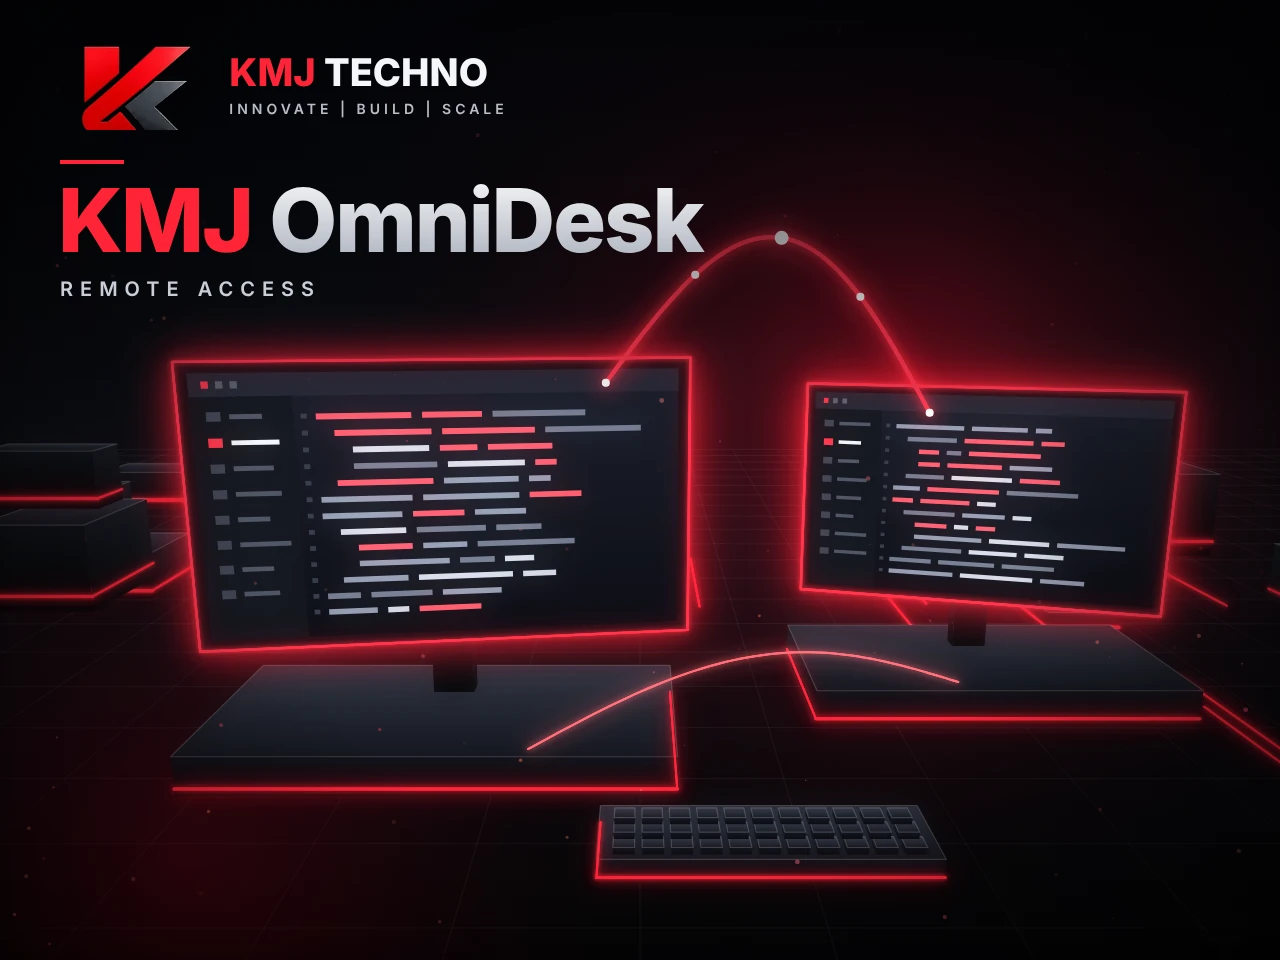 KMJ TECHNO
INNOVATE | BUILD | SCALE
KMJ OmniDesk
REMOTE ACCESS